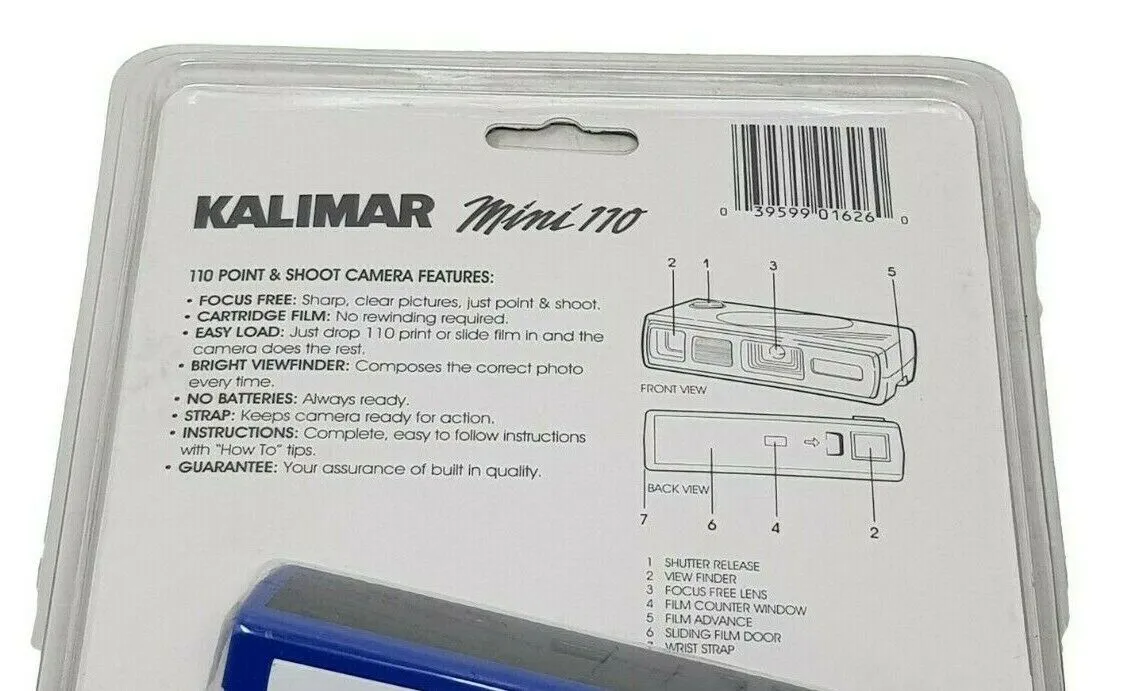 KALIMAR Mini 110
0 39599 01626 0
110 POINT & SHOOT CAMERA FEATURES:
• FOCUS FREE: Sharp, clear pictures, just point & shoot.
• CARTRIDGE FILM: No rewinding required.
• EASY LOAD: Just drop 110 print or slide film in and the
camera does the rest.
• BRIGHT VIEWFINDER: Composes the correct photo
every time.
• NO BATTERIES: Always ready.
• STRAP: Keeps camera ready for action.
• INSTRUCTIONS: Complete, easy to follow instructions
with "How To" tips.
• GUARANTEE: Your assurance of built in quality.
2 1 3 5
FRONT VIEW
BACK VIEW
7 6 4 2
1 SHUTTER RELEASE
2 VIEW FINDER
3 FOCUS FREE LENS
4 FILM COUNTER WINDOW
5 FILM ADVANCE
6 SLIDING FILM DOOR
7 WRIST STRAP